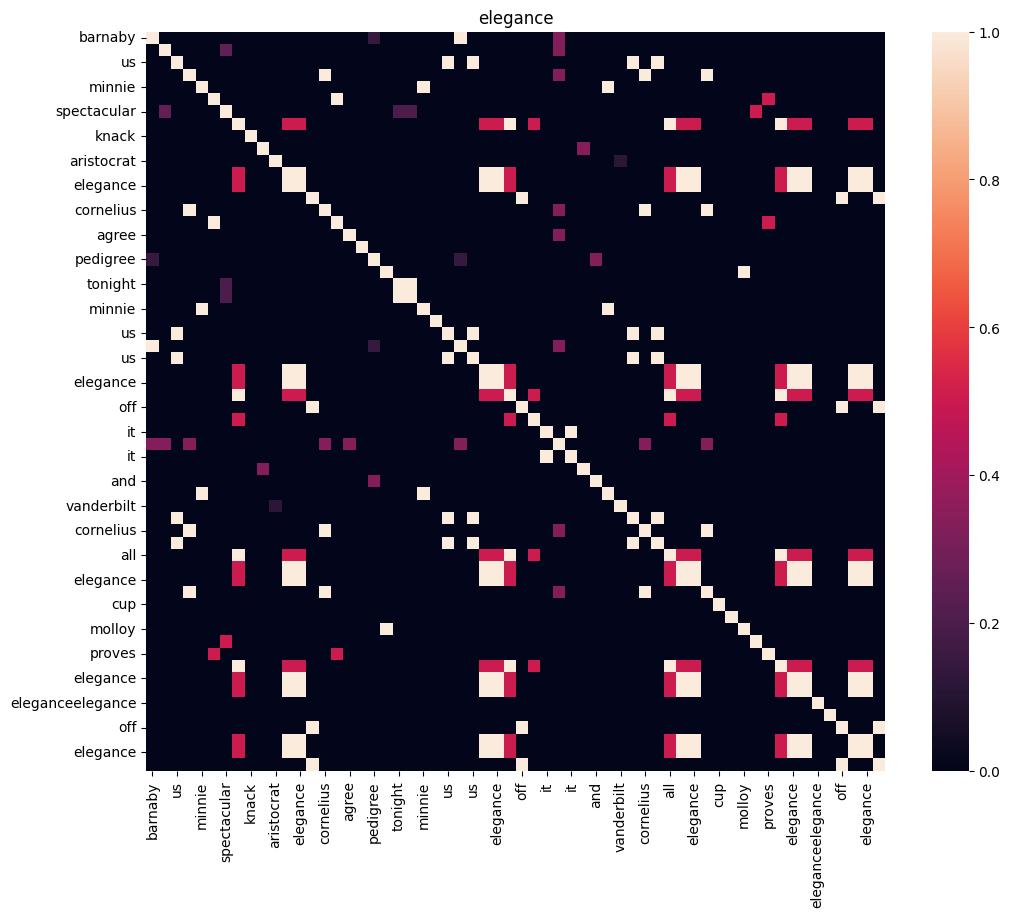 elegance
barnaby
us
minnie
spectacular
knack
aristocrat
elegance
cornelius
agree
pedigree
tonight
minnie
us
us
elegance
off
it
it
and
vanderbilt
cornelius
all
elegance
cup
molloy
proves
elegance
eleganceelegance
off
elegance
1.0
0.8
0.6
0.4
0.2
0.0
barnaby
us
minnie
spectacular
knack
aristocrat
elegance
cornelius
agree
pedigree
tonight
minnie
us
us
elegance
off
it
it
and
vanderbilt
cornelius
all
elegance
cup
molloy
proves
elegance
eleganceelegance
off
elegance